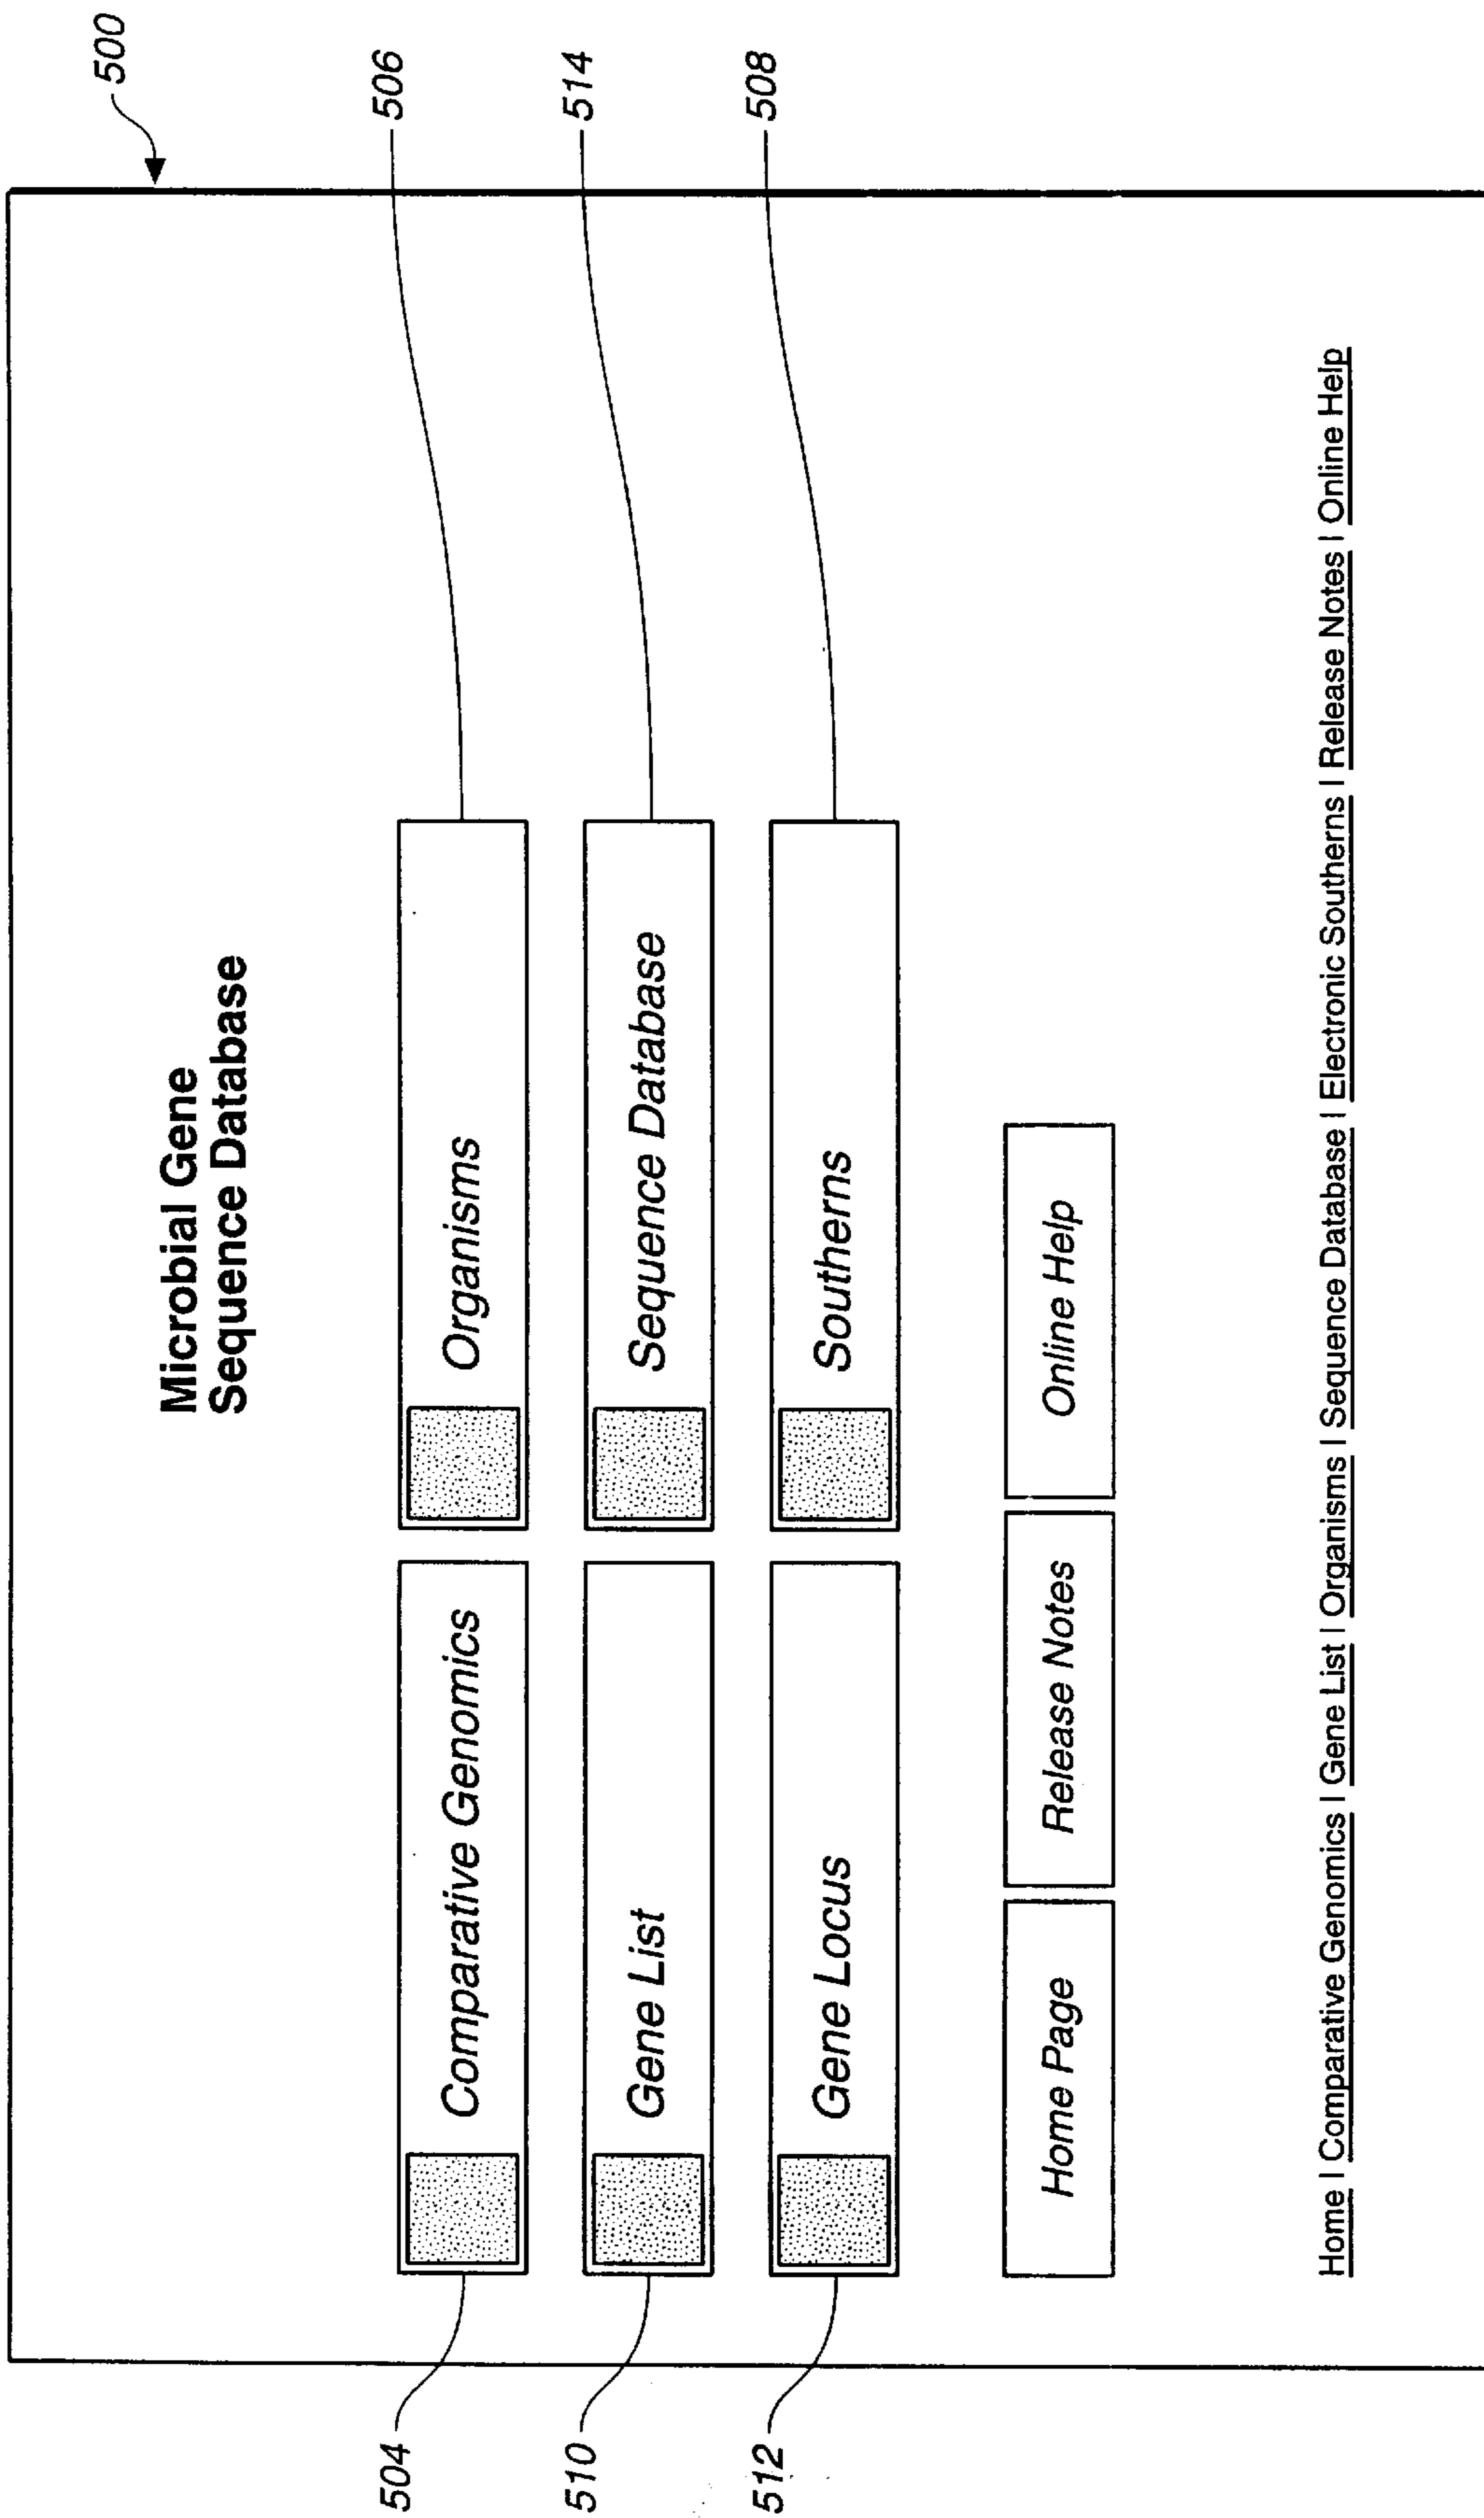 500
Microbial Gene
Sequence Database
504 Comparative Genomics Organisms 506
510 Gene List Sequence Database 514
512 Gene Locus Southerns 508
Home Page Release Notes Online Help
Home | Comparative Genomics | Gene List | Organisms | Sequence Database | Electronic Southerns | Release Notes | Online Help